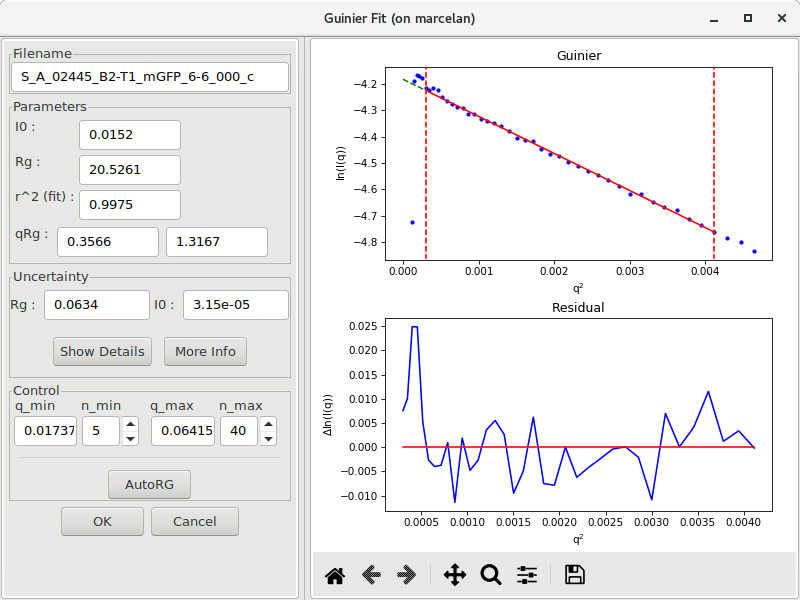 Guinier Fit (on marcelan)
Filename
S_A_02445_B2-T1_mGFP_6-6_000_c
Parameters
I0 :
0.0152
Rg :
20.5261
r^2 (fit) :
0.9975
qRg :
0.3566
1.3167
Uncertainty
Rg :
0.0634
I0 :
3.15e-05
Show Details
More Info
Control
q_min
n_min
q_max
n_max
0.01737
5
0.06415
40
AutoRG
OK
Cancel
Guinier
−4.2
−4.3
−4.4
−4.5
−4.6
−4.7
−4.8
ln(I(q))
0.000
0.001
0.002
0.003
0.004
q²
Residual
0.025
0.020
0.015
0.010
0.005
0.000
−0.005
−0.010
Δln(I(q))
0.0005
0.0010
0.0015
0.0020
0.0025
0.0030
0.0035
0.0040
q²